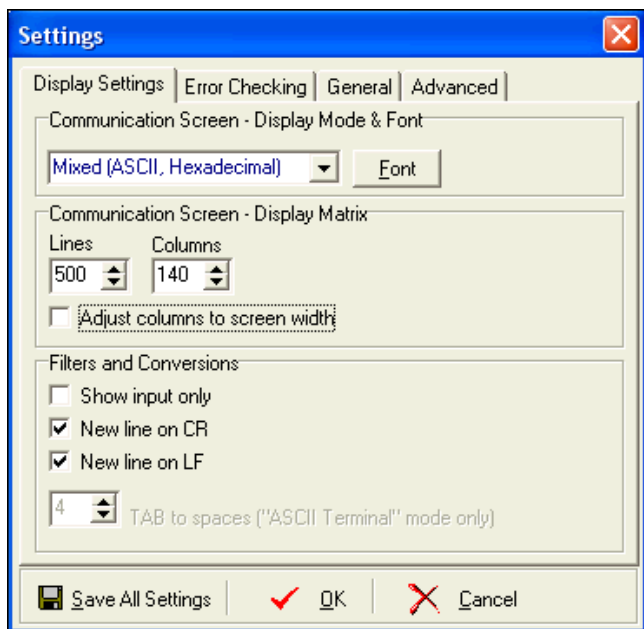 Settings
Display Settings Error Checking General Advanced
Communication Screen - Display Mode & Font
Mixed (ASCII, Hexadecimal) Font
Communication Screen - Display Matrix
Lines Columns
500 140
Adjust columns to screen width
Filters and Conversions
Show input only
New line on CR
New line on LF
4 TAB to spaces ("ASCII Terminal" mode only)
Save All Settings OK Cancel